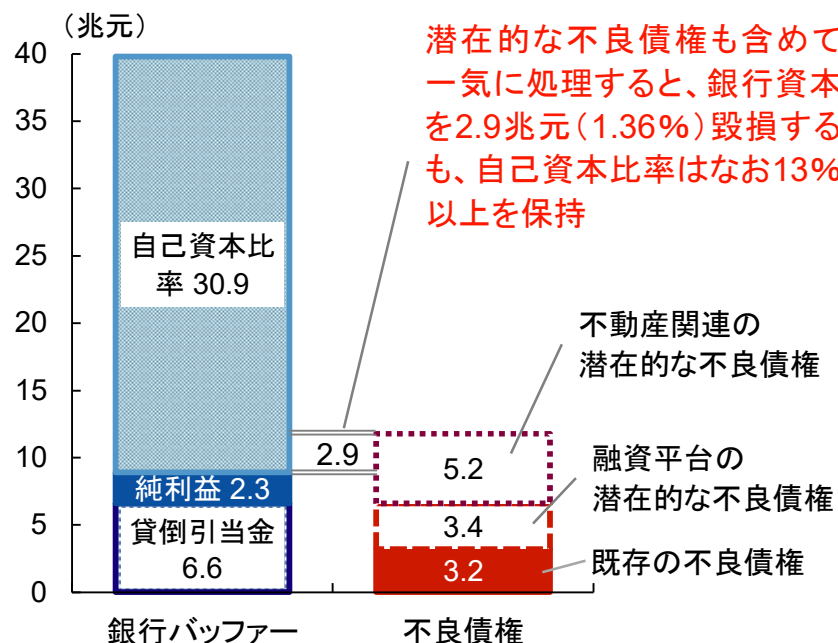 （兆元）
潜在的な不良債権も含めて
一気に処理すると、銀行資本
を2.9兆元（1.36%）毀損する
も、自己資本比率はなお13%
以上を保持
40
35
30
25
20
15
10
5
0
自己資本比
率 30.9
純利益 2.3
貸倒引当金
6.6
2.9
5.2
3.4
3.2
不動産関連の
潜在的な不良債権
融資平台の
潜在的な不良債権
既存の不良債権
銀行バッファー
不良債権